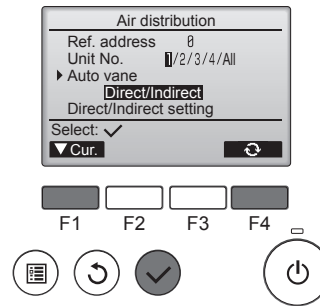 Air distribution
Ref. address 0
Unit No. 1/2/3/4/All
Auto vane
Direct/Indirect
Direct/Indirect setting
Select: ✓
▼ Cur.
F1 F2 F3 F4